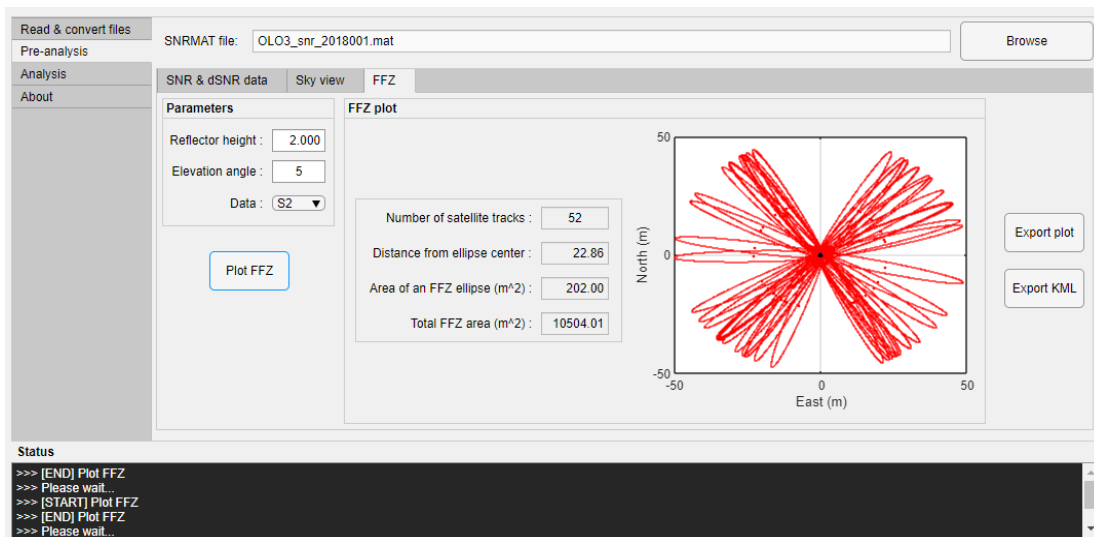 Read & convert files
Pre-analysis
Analysis
About
SNRMAT file: OLO3_snr_2018001.mat Browse
SNR & dSNR data Sky view FFZ
Parameters
Reflector height : 2.000
Elevation angle : 5
Data : S2
Plot FFZ
FFZ plot
Number of satellite tracks : 52
Distance from ellipse center : 22.86
Area of an FFZ ellipse (m^2) : 202.00
Total FFZ area (m^2) : 10504.01
50
0
-50
North (m)
-50 0 50
East (m)
Export plot
Export KML
Status
>>> [END] Plot FFZ
>>> Please wait...
>>> [START] Plot FFZ
>>> [END] Plot FFZ
>>> Please wait...